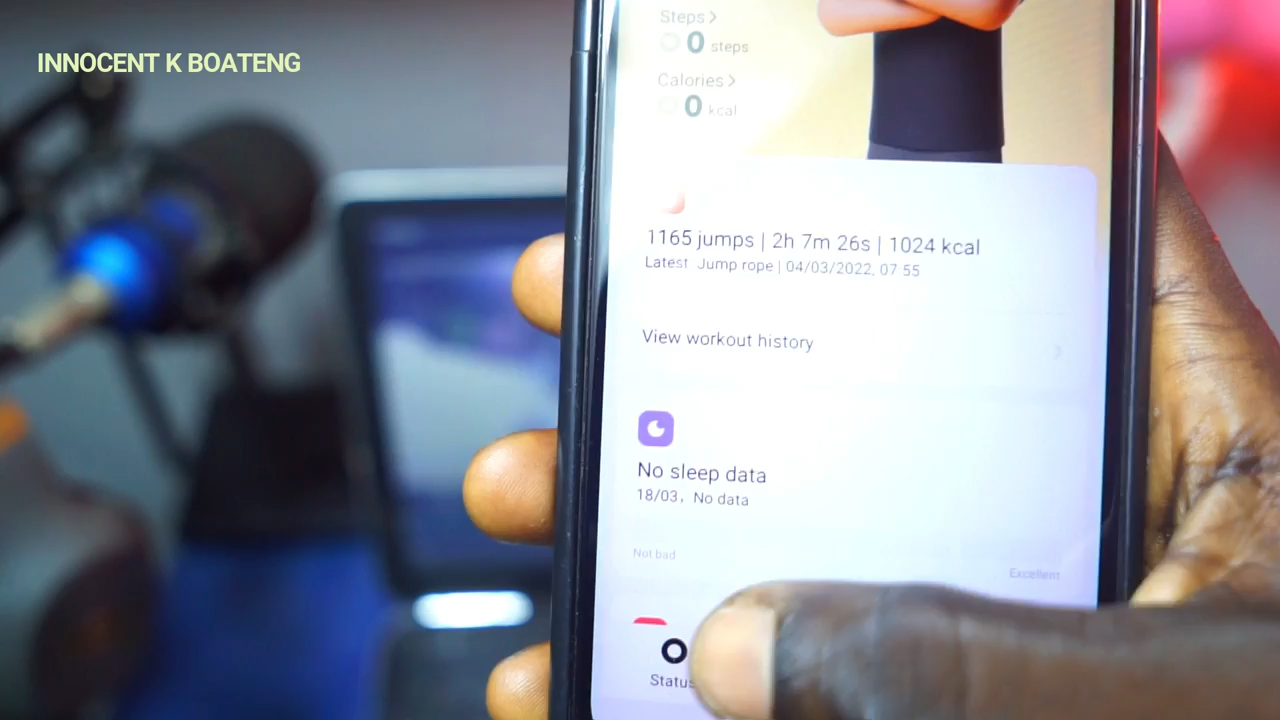 INNOCENT K BOATENG
Steps >
0 steps
Calories >
0 kcal
1165 jumps | 2h 7m 26s | 1024 kcal
Latest Jump rope | 04/03/2022, 07 55
View workout history
No sleep data
18/03, No data
Not bad
Excellent
Status